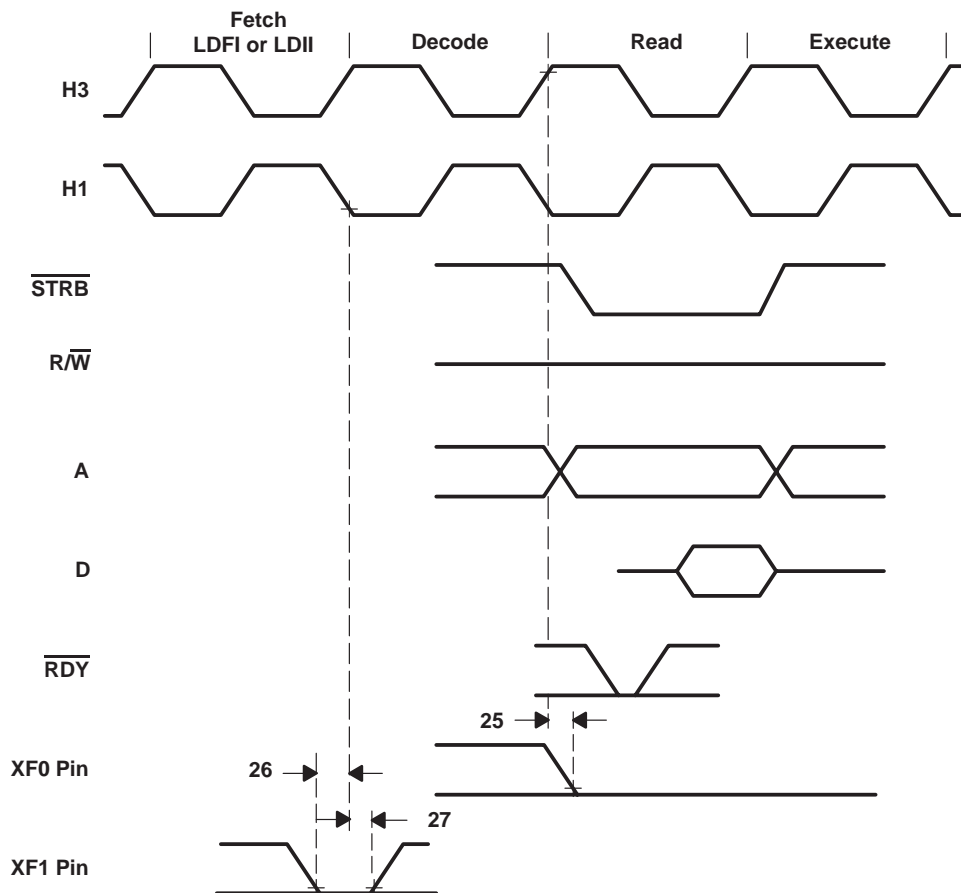 Fetch
LDFI or LDII
Decode
Read
Execute
H3
H1
STRB
R/W
A
D
RDY
25
XF0 Pin
26
27
XF1 Pin